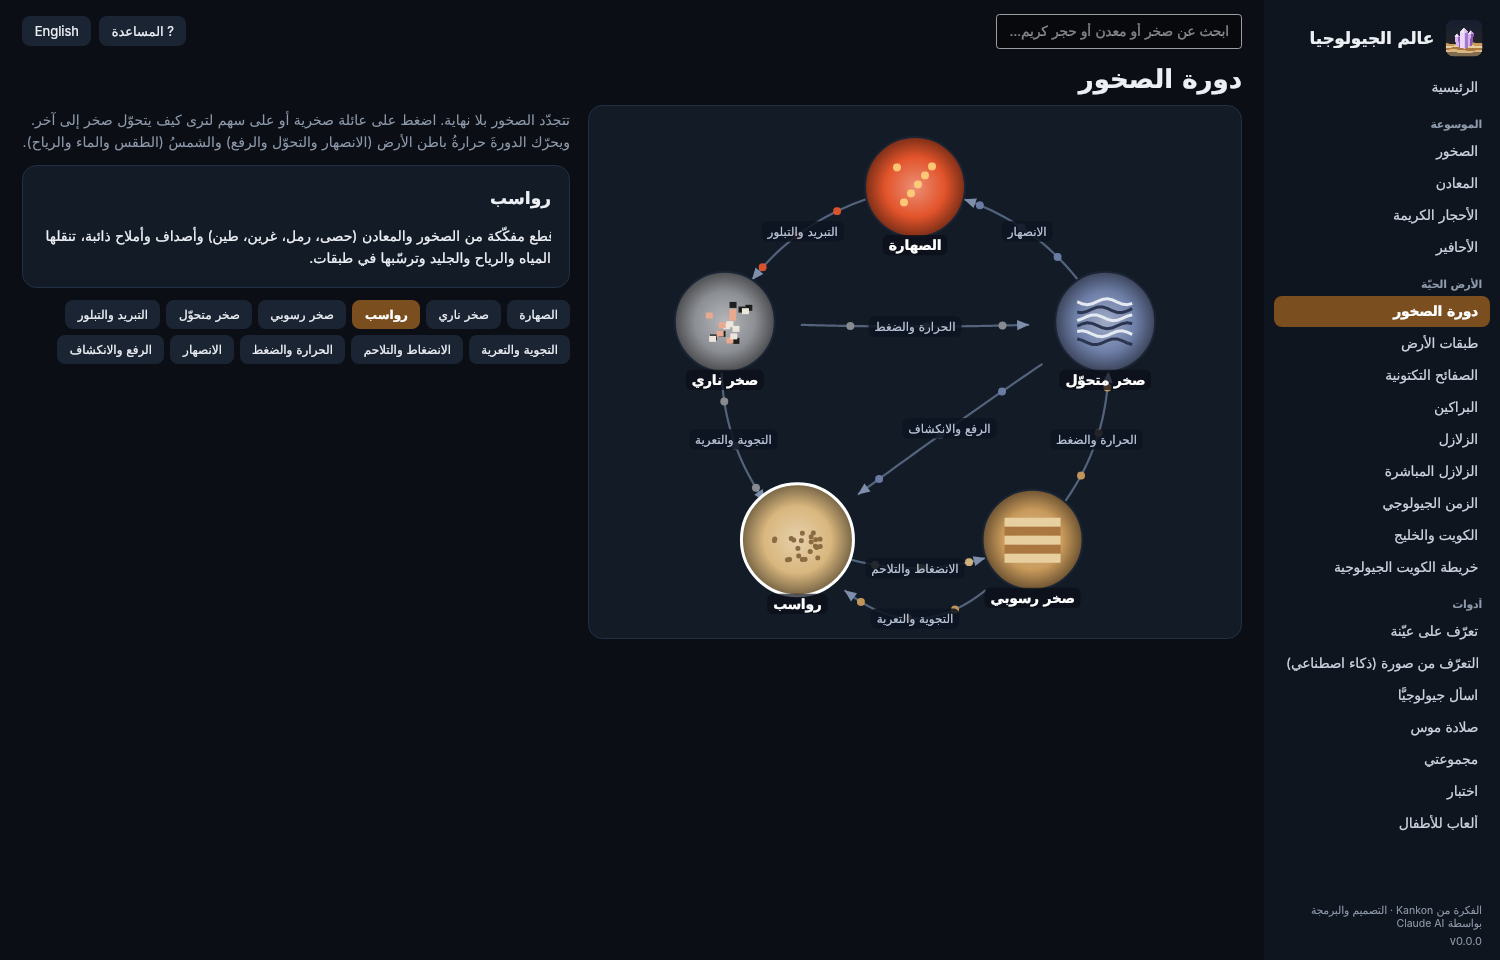 عالم الجيولوجيا
الرئيسية
الموسوعة
الصخور
المعادن
الأحجار الكريمة
الأحافير
الأرض الحيّة
دورة الصخور
طبقات الأرض
الصفائح التكتونية
البراكين
الزلازل
الزلازل المباشرة
الزمن الجيولوجي
الكويت والخليج
خريطة الكويت الجيولوجية
أدوات
تعرّف على عيّنة
التعرّف من صورة (ذكاء اصطناعي)
اسأل جيولوجيًّا
صلادة موس
مجموعتي
اختبار
ألعاب للأطفال
الفكرة من Kankon · التصميم والبرمجة
بواسطة Claude AI
v0.0.0
ابحث عن صخر أو معدن أو حجر كريم...
? المساعدة
English
دورة الصخور
الصهارة
الانصهار
التبريد والتبلور
صخر متحوّل
الحرارة والضغط
صخر ناري
الرفع والانكشاف
الحرارة والضغط
التجوية والتعرية
صخر رسوبي
الانضغاط والتلاحم
رواسب
التجوية والتعرية
تتجدّد الصخور بلا نهاية. اضغط على عائلة صخرية أو على سهم لترى كيف يتحوّل صخر إلى آخر.
ويحرّك الدورةَ حرارةُ باطن الأرض (الانصهار والتحوّل والرفع) والشمسُ (الطقس والماء والرياح).
رواسب
قطع مفكّكة من الصخور والمعادن (حصى، رمل، غرين، طين) وأصداف وأملاح ذائبة، تنقلها
المياه والرياح والجليد وترسّبها في طبقات.
الصهارة
صخر ناري
رواسب
صخر رسوبي
صخر متحوّل
التبريد والتبلور
التجوية والتعرية
الانضغاط والتلاحم
الحرارة والضغط
الانصهار
الرفع والانكشاف